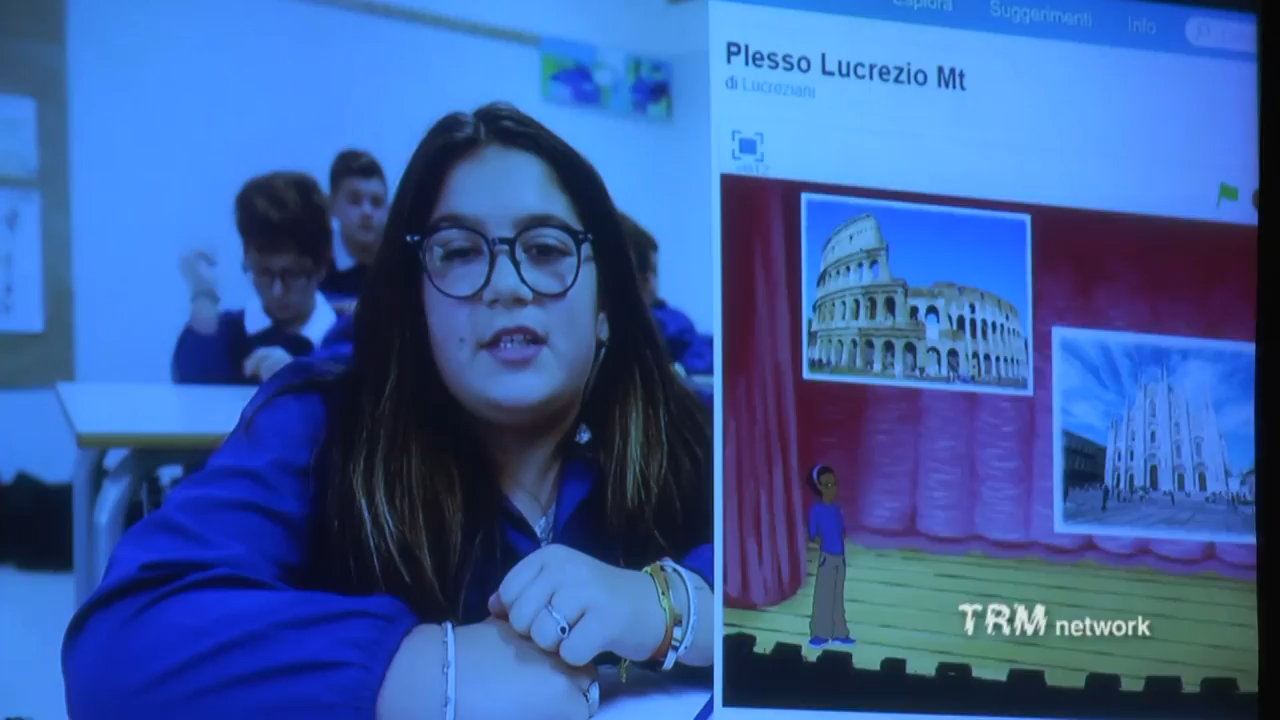 Esplora Suggerimenti Info
Plesso Lucrezio Mt
di Lucreziani
TRM network